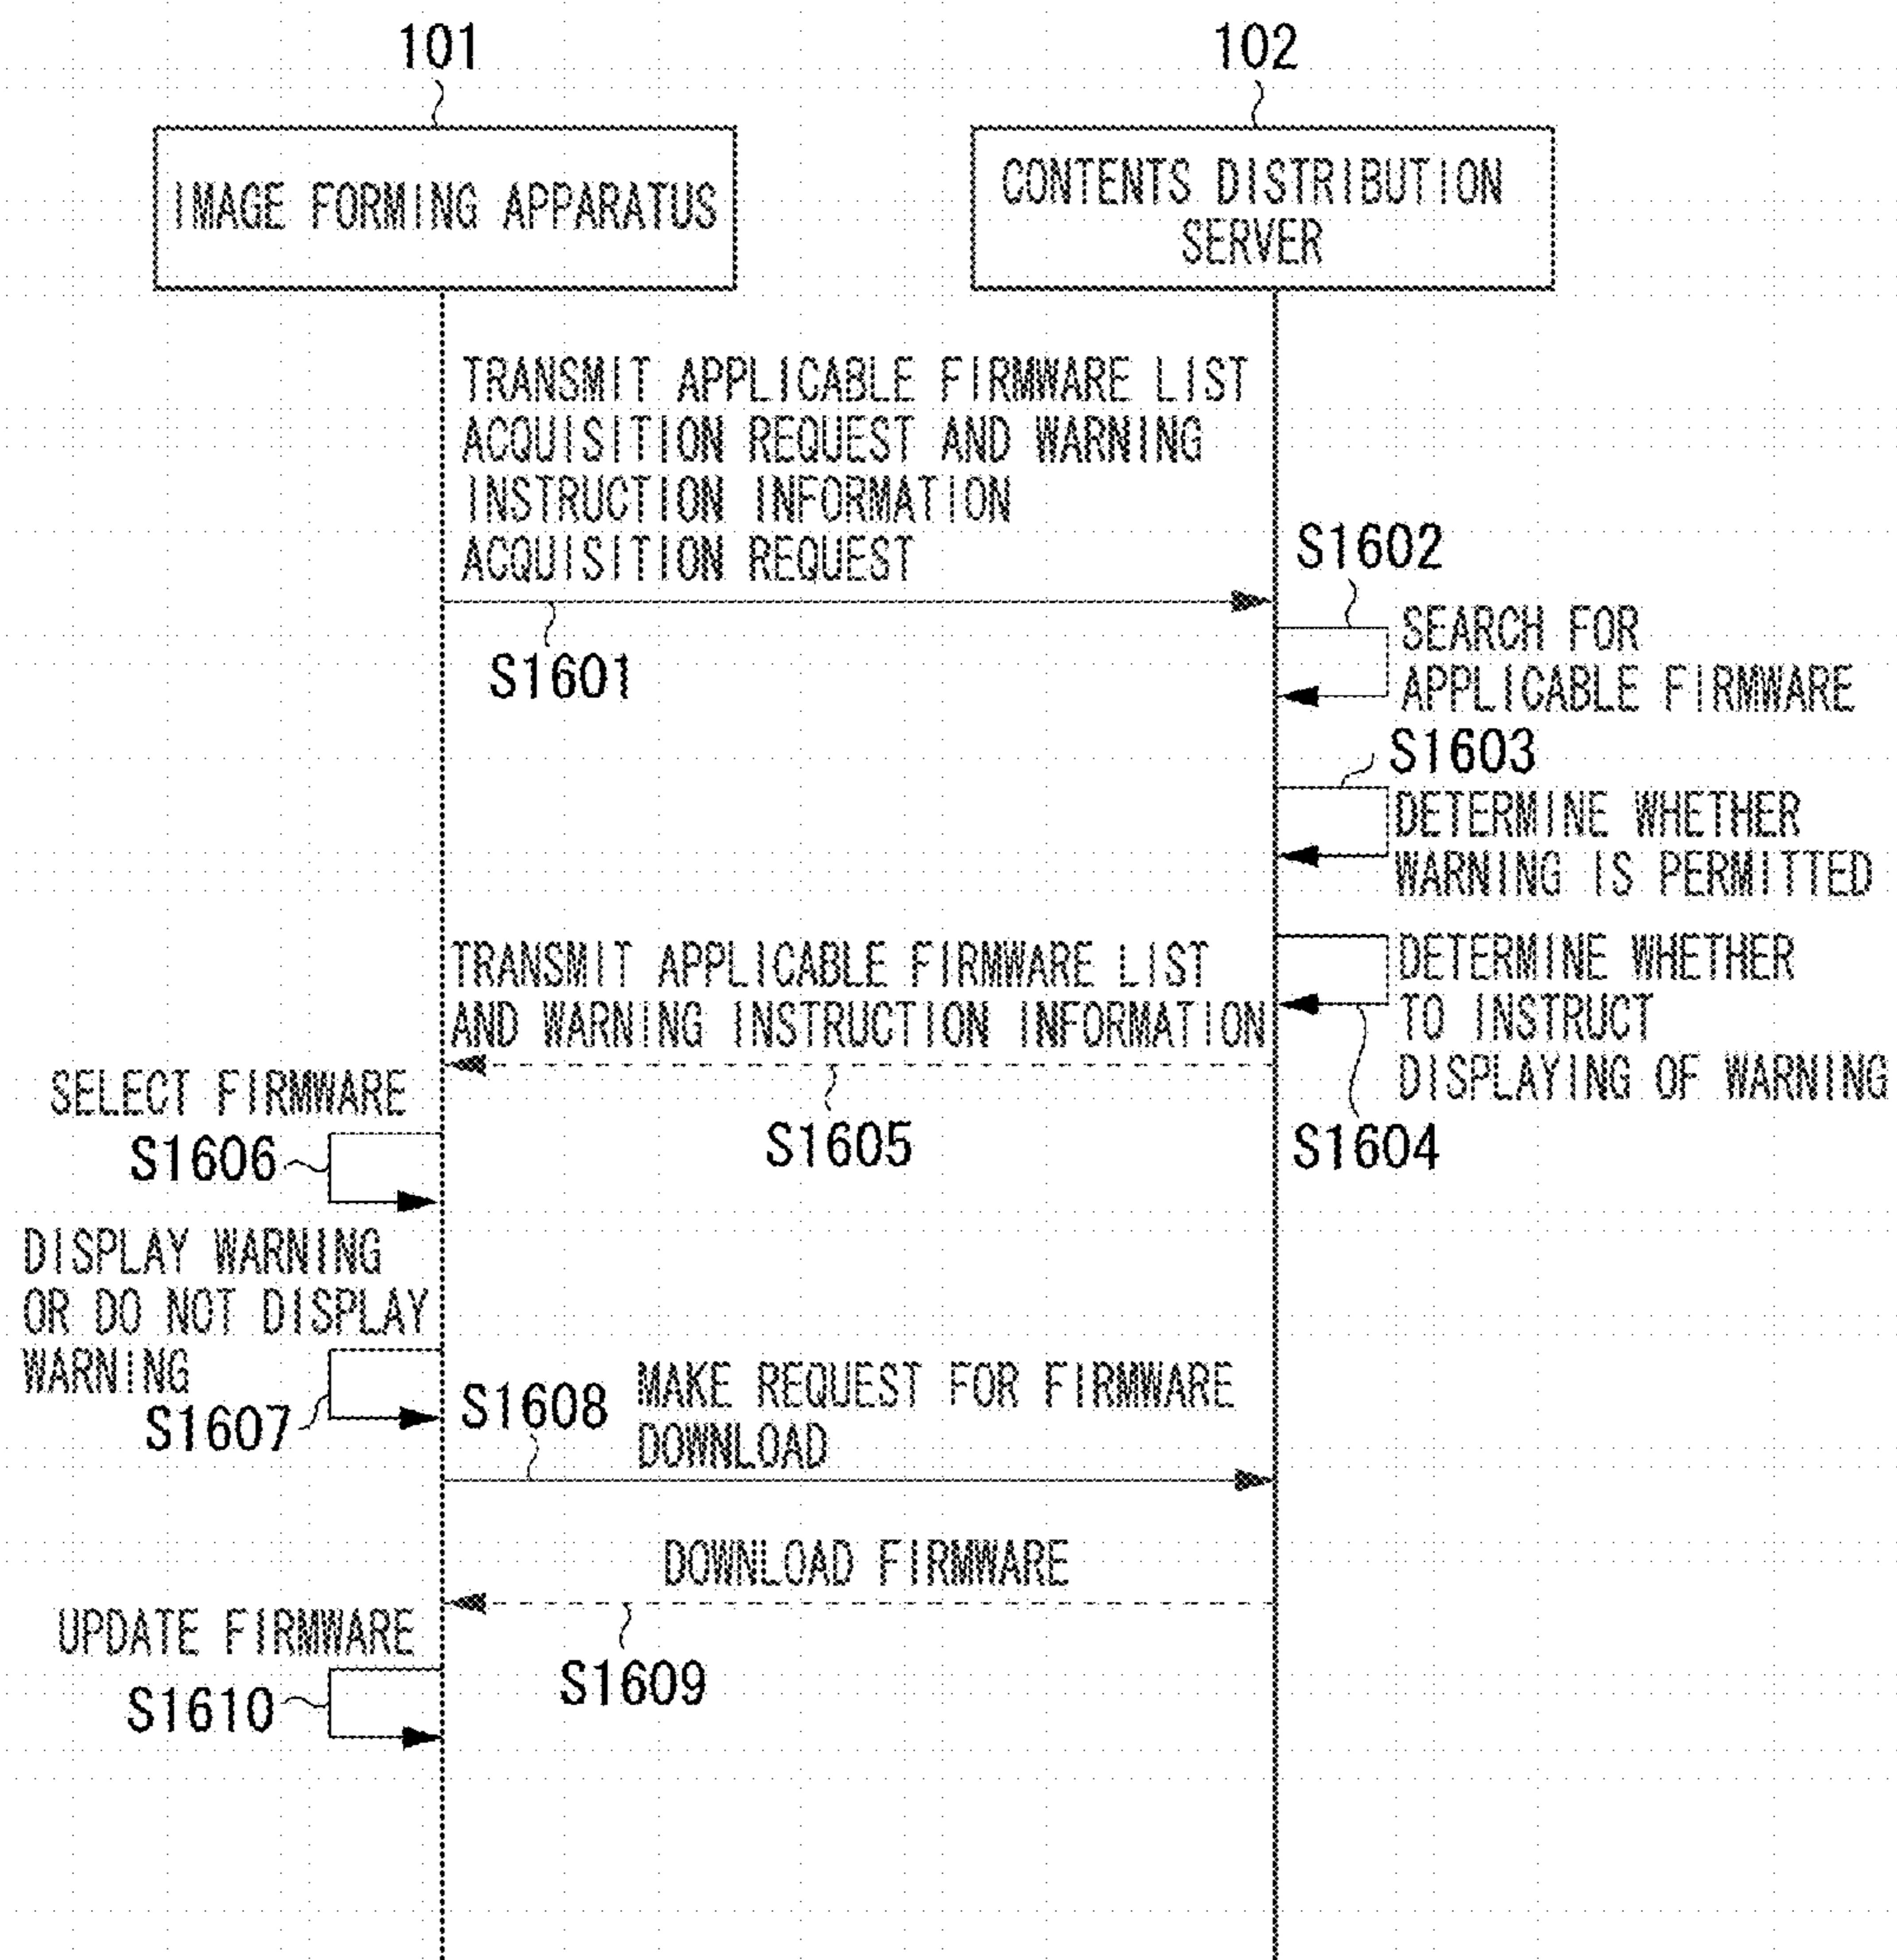 101
102
IMAGE FORMING APPARATUS
CONTENTS DISTRIBUTION
SERVER
TRANSMIT APPLICABLE FIRMWARE LIST
ACQUISITION REQUEST AND WARNING
INSTRUCTION INFORMATION
ACQUISITION REQUEST
S1601
S1602
SEARCH FOR
APPLICABLE FIRMWARE
S1603
DETERMINE WHETHER
WARNING IS PERMITTED
DETERMINE WHETHER
TO INSTRUCT
DISPLAYING OF WARNING
S1604
TRANSMIT APPLICABLE FIRMWARE LIST
AND WARNING INSTRUCTION INFORMATION
S1605
SELECT FIRMWARE
S1606
DISPLAY WARNING
OR DO NOT DISPLAY
WARNING
S1607
S1608
MAKE REQUEST FOR FIRMWARE
DOWNLOAD
DOWNLOAD FIRMWARE
S1609
UPDATE FIRMWARE
S1610